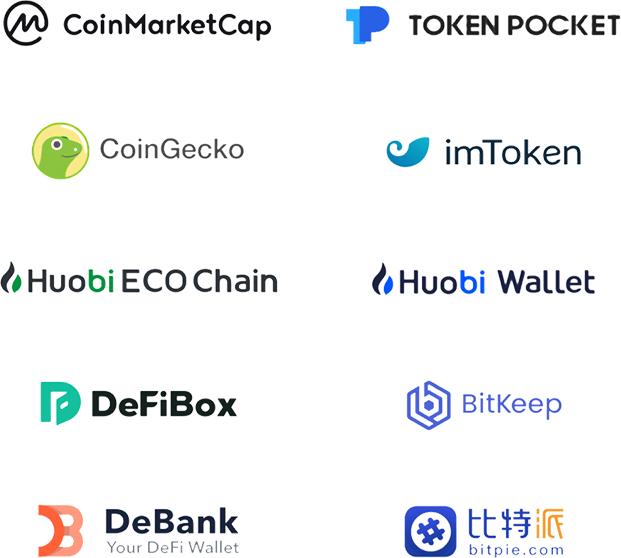 CoinMarketCap
TOKEN POCKET
CoinGecko
imToken
Huobi ECO Chain
Huobi Wallet
DeFiBox
BitKeep
DeBank
Your DeFi Wallet
比特派
bitpie.com